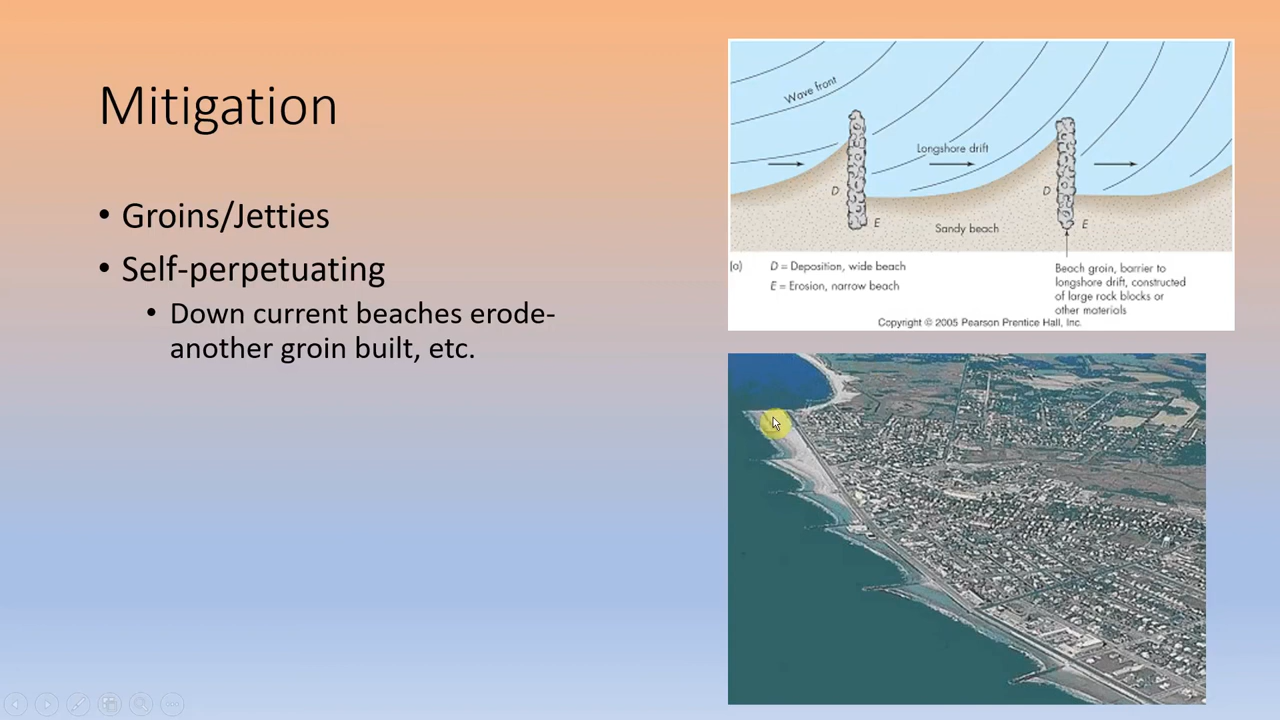 Mitigation
• Groins/Jetties
• Self-perpetuating
• Down current beaches erode-
another groin built, etc.
Wave front
Longshore drift
D
E
Sandy beach
D
E
(a)
D = Deposition, wide beach
E = Erosion, narrow beach
Beach groin, barrier to
longshore drift, constructed
of large rock blocks or
other materials
Copyright © 2005 Pearson Prentice Hall, Inc.